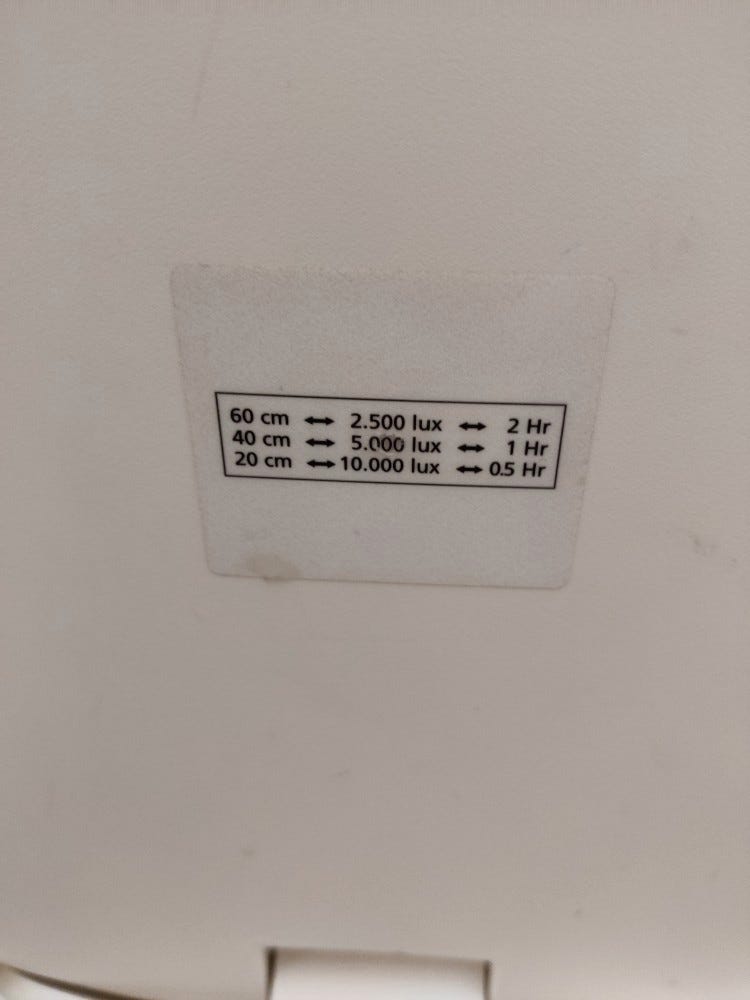 60 cm ↔ 2.500 lux ↔ 2 Hr
40 cm ↔ 5.000 lux ↔ 1 Hr
20 cm ↔ 10.000 lux ↔ 0.5 Hr